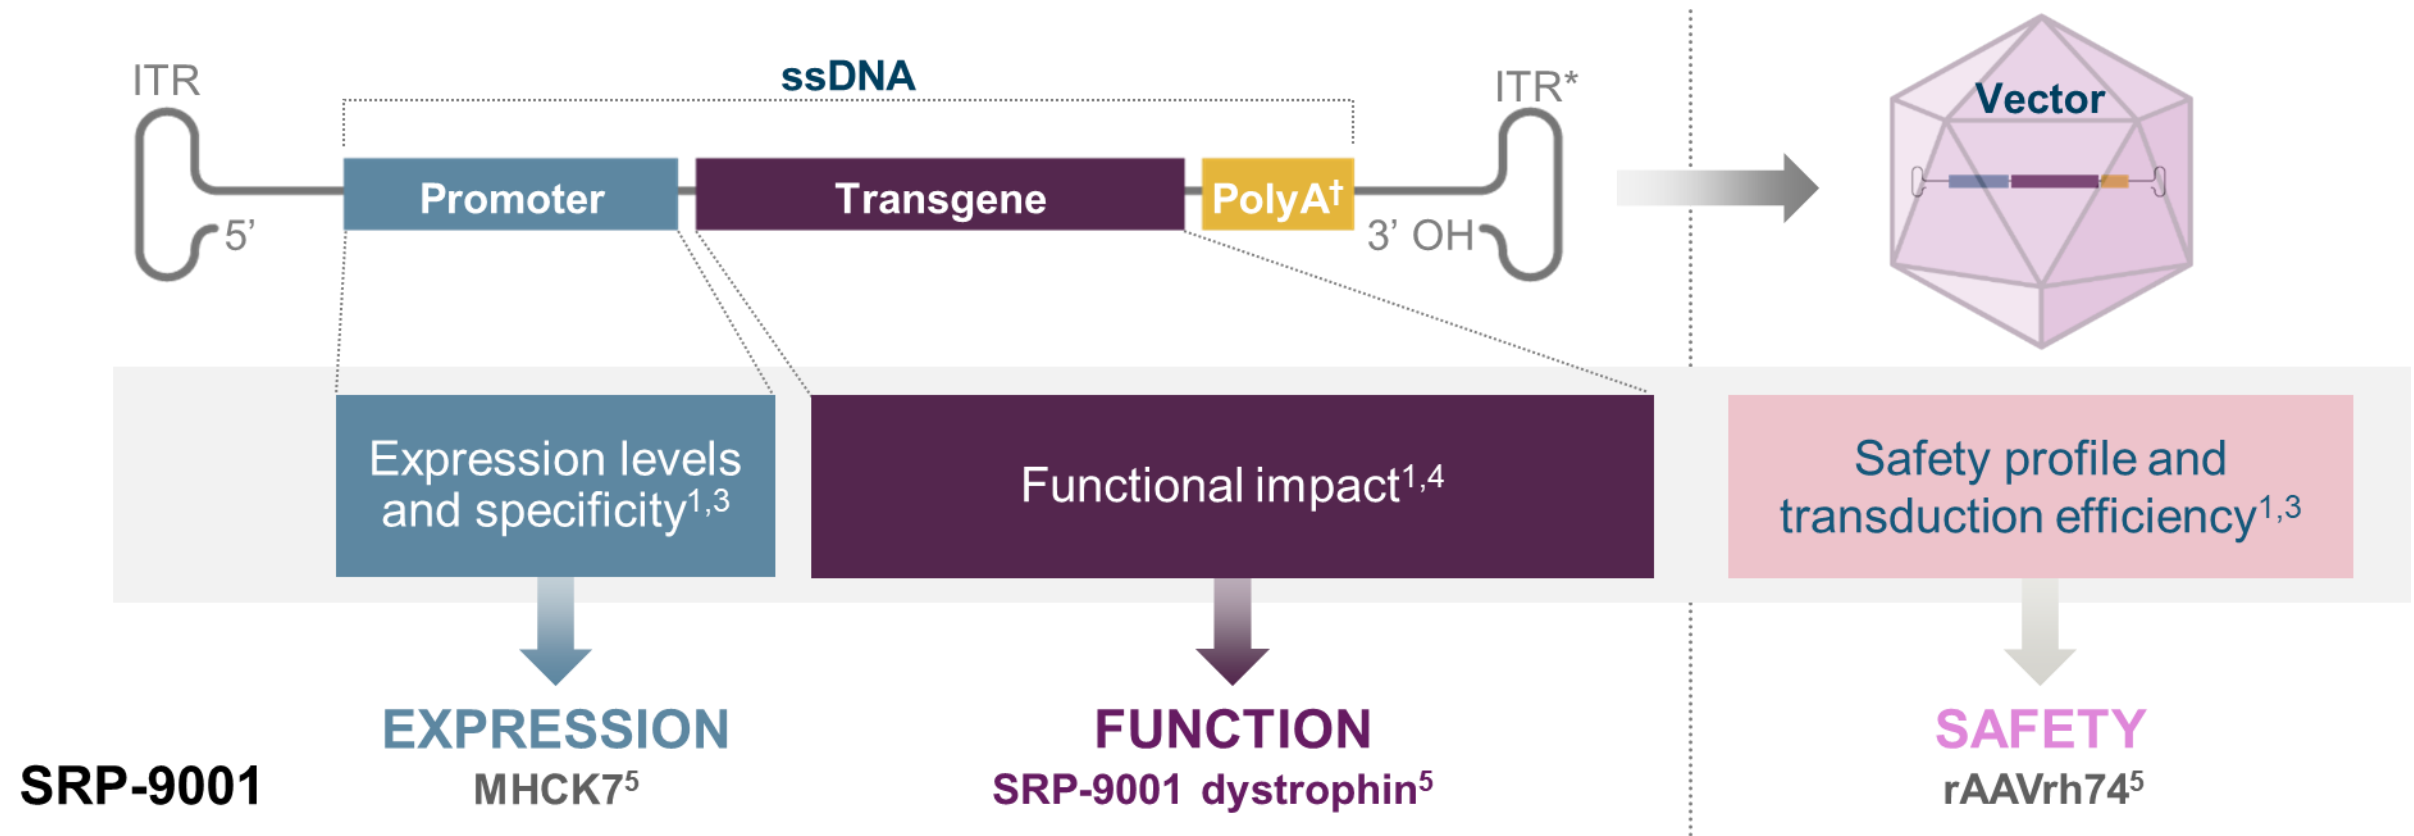 ITR
ssDNA
ITR*
Vector
Promoter
Transgene
PolyA†
5’
3’ OH
Expression levels
and specificity1,3
Functional impact1,4
Safety profile and
transduction efficiency1,3
EXPRESSION
FUNCTION
SAFETY
SRP-9001
MHCK75
SRP-9001 dystrophin5
rAAVrh745